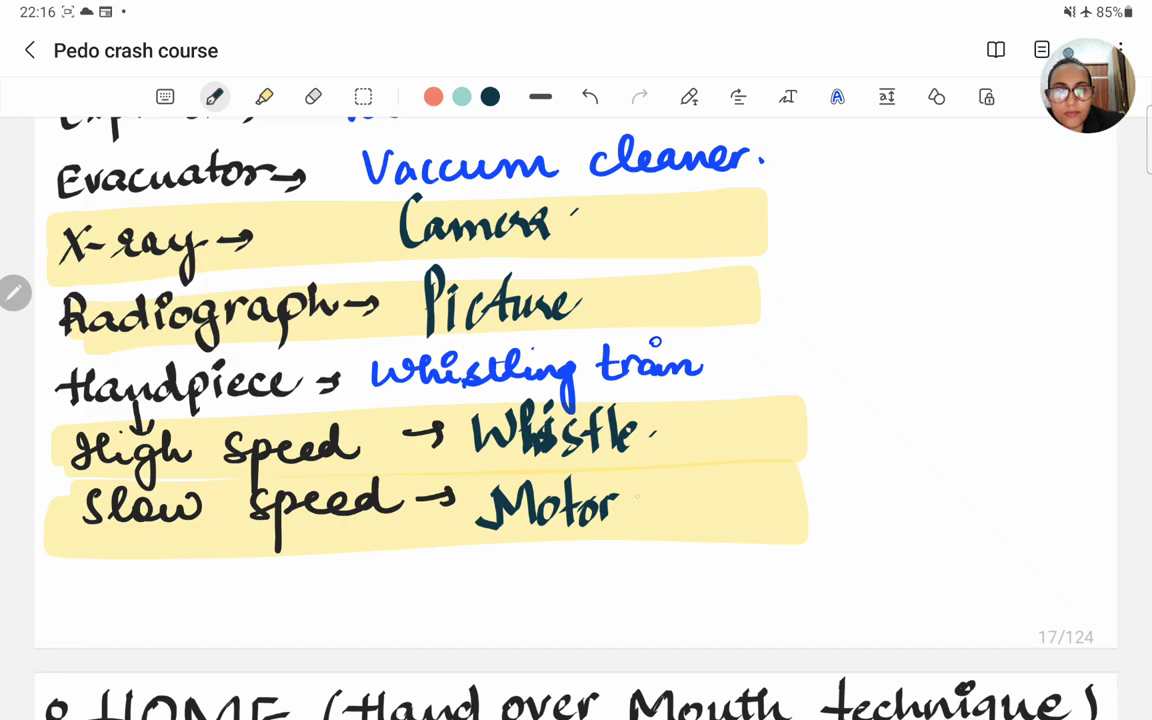 22:16 85%
Pedo crash course
Evacuator→ Vaccum cleaner.
X-ray→ Camera
Radiograph→ Picture
Handpiece→ Whistling train
High speed → Whistle
Slow speed → Motor
17/124
8 HOME (Hand over Mouth technique)